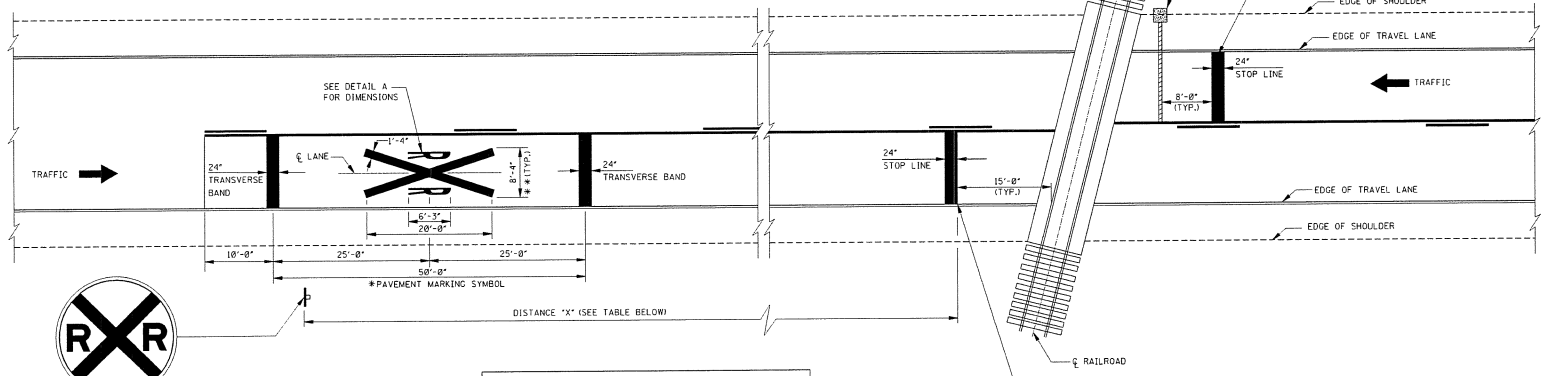 EDGE OF SHOULDER
EDGE OF TRAVEL LANE
24"
STOP LINE
TRAFFIC
8'-0"
(TYP.)
SEE DETAIL A
FOR DIMENSIONS
1'-4"
℄ LANE
R
R
8'-4"
**(TYP.)
24"
TRANSVERSE
BAND
TRAFFIC
24"
TRANSVERSE BAND
24"
STOP LINE
15'-0"
(TYP.)
EDGE OF TRAVEL LANE
EDGE OF SHOULDER
6'-3"
20'-0"
10'-0"
25'-0"
25'-0"
50'-0"
*PAVEMENT MARKING SYMBOL
DISTANCE "X" (SEE TABLE BELOW)
R R
℄ RAILROAD